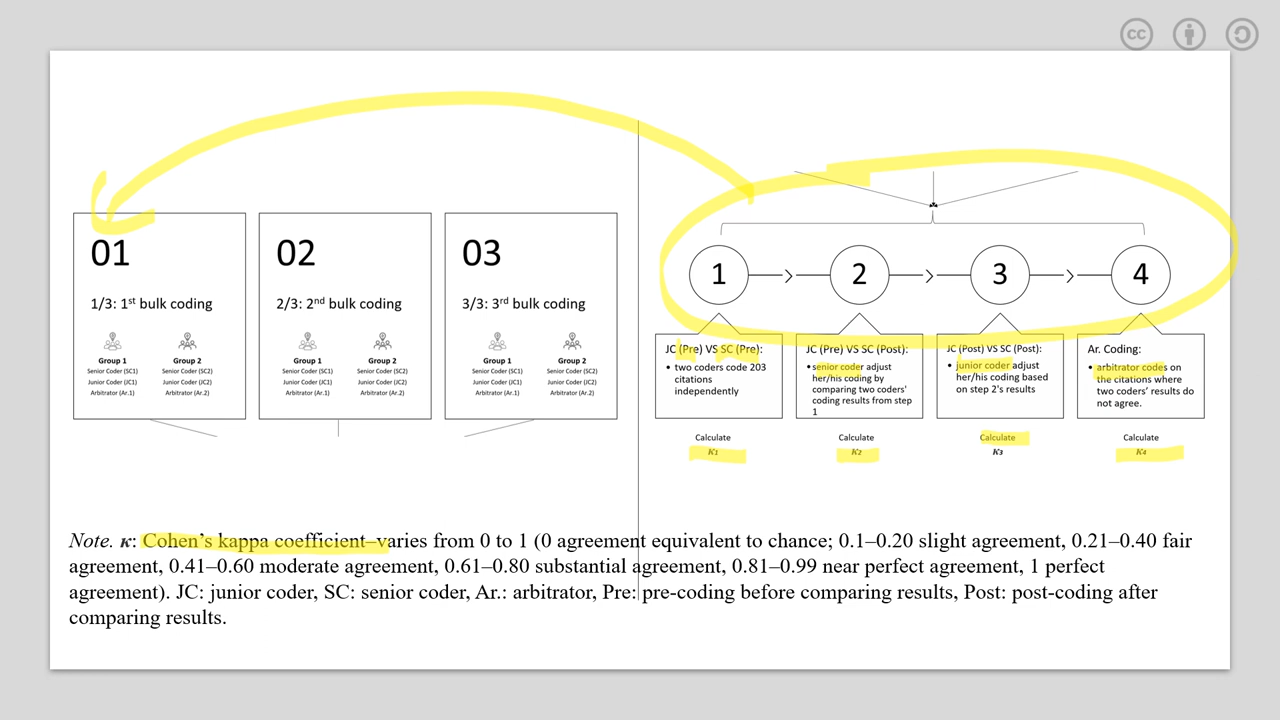 cc
01
1/3: 1st bulk coding
Group 1
Senior Coder (SC1)
Junior Coder (JC1)
Arbitrator (Ar.1)
Group 2
Senior Coder (SC2)
Junior Coder (JC2)
Arbitrator (Ar.2)
02
2/3: 2nd bulk coding
Group 1
Senior Coder (SC1)
Junior Coder (JC1)
Arbitrator (Ar.1)
Group 2
Senior Coder (SC2)
Junior Coder (JC2)
Arbitrator (Ar.2)
03
3/3: 3rd bulk coding
Group 1
Senior Coder (SC1)
Junior Coder (JC1)
Arbitrator (Ar.1)
Group 2
Senior Coder (SC2)
Junior Coder (JC2)
Arbitrator (Ar.2)
1
2
3
4
JC (Pre) VS SC (Pre):
• two coders code 203
citations
independently
Calculate
κ1
JC (Pre) VS SC (Post):
• senior coder adjust
her/his coding by
comparing two coders'
coding results from step
1
Calculate
κ2
JC (Post) VS SC (Post):
• junior coder adjust
her/his coding based
on step 2's results
Calculate
κ3
Ar. Coding:
• arbitrator codes on
the citations where
two coders' results do
not agree.
Calculate
κ4
Note. κ: Cohen's kappa coefficient–varies from 0 to 1 (0 agreement equivalent to chance; 0.1–0.20 slight agreement, 0.21–0.40 fair
agreement, 0.41–0.60 moderate agreement, 0.61–0.80 substantial agreement, 0.81–0.99 near perfect agreement, 1 perfect
agreement). JC: junior coder, SC: senior coder, Ar.: arbitrator, Pre: pre-coding before comparing results, Post: post-coding after
comparing results.